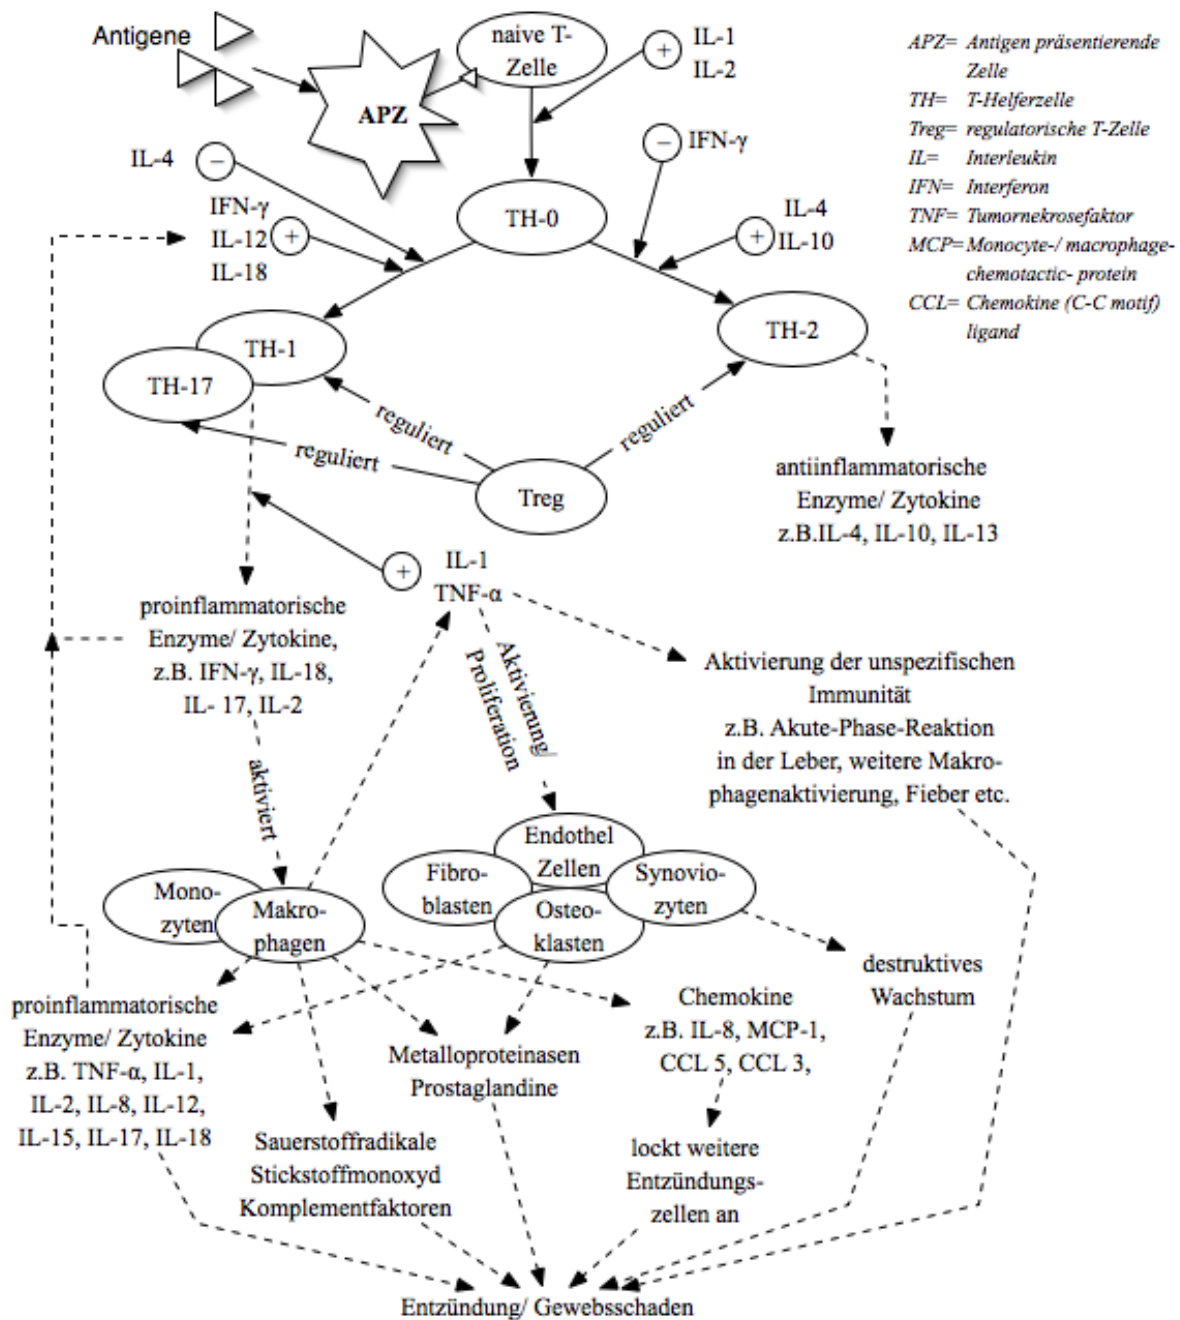 Antigene
naive T-
Zelle
APZ
IL-1
IL-2
+
APZ= Antigen präsentierende
Zelle
TH= T-Helferzelle
Treg= regulatorische T-Zelle
IL= Interleukin
IFN= Interferon
TNF= Tumornekrosefaktor
MCP= Monocyte-/ macrophage-
chemotactic- protein
CCL= Chemokine (C-C motif)
ligand
IL-4
−
− IFN-γ
IFN-γ
IL-12
IL-18
+
TH-0
+
IL-4
IL-10
TH-1
TH-17
TH-2
reguliert
reguliert
reguliert
Treg
antiinflammatorische
Enzyme/ Zytokine
z.B.IL-4, IL-10, IL-13
+
IL-1
TNF-α
proinflammatorische
Enzyme/ Zytokine,
z.B. IFN-γ, IL-18,
IL- 17, IL-2
Aktivierung/
Proliferation
Aktivierung der unspezifischen
Immunität
z.B. Akute-Phase-Reaktion
in der Leber, weitere Makro-
phagenaktivierung, Fieber etc.
aktiviert
Mono-
zyten
Makro-
phagen
Endothel
Zellen
Fibro-
blasten
Osteo-
klasten
Synovio-
zyten
destruktives
Wachstum
proinflammatorische
Enzyme/ Zytokine
z.B. TNF-α, IL-1,
IL-2, IL-8, IL-12,
IL-15, IL-17, IL-18
Metalloproteinasen
Prostaglandine
Chemokine
z.B. IL-8, MCP-1,
CCL 5, CCL 3,
Sauerstoffradikale
Stickstoffmonoxyd
Komplementfaktoren
lockt weitere
Entzündungs-
zellen an
Entzündung/ Gewebsschaden